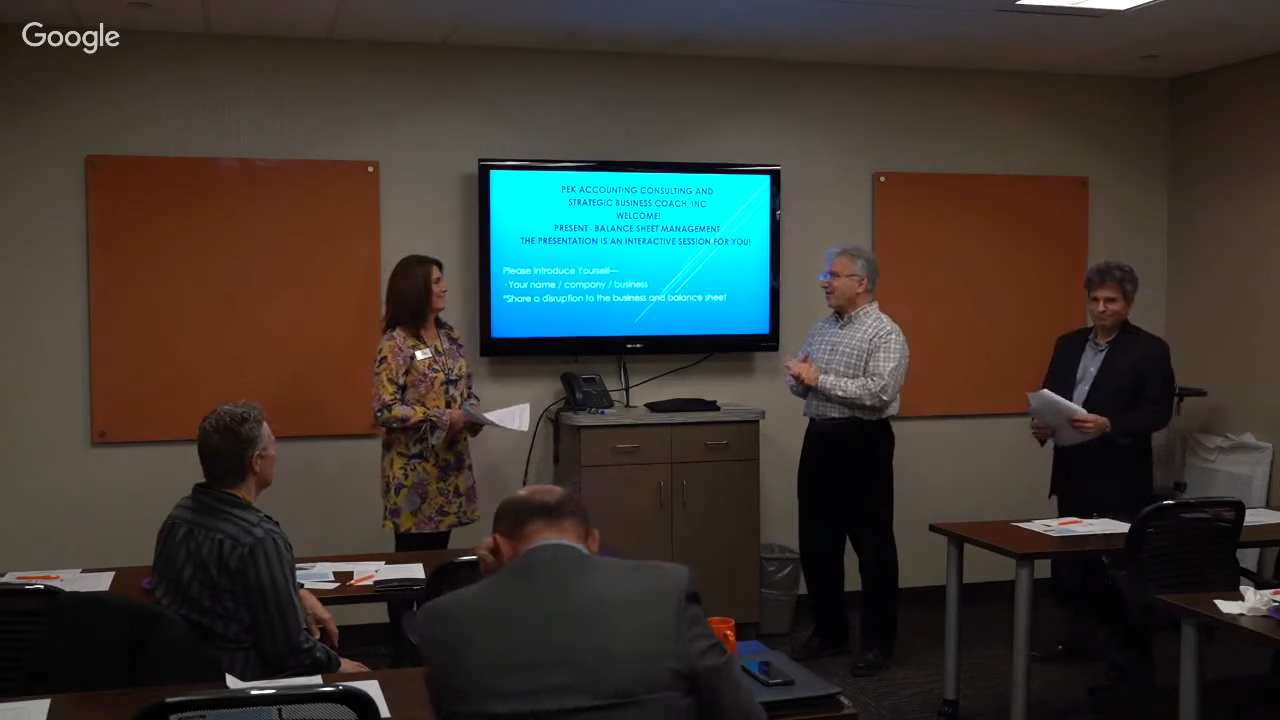 Google
PEK ACCOUNTING CONSULTING AND
STRATEGIC BUSINESS COACH, INC
WELCOME!
PRESENT - BALANCE SHEET MANAGEMENT
THE PRESENTATION IS AN INTERACTIVE SESSION FOR YOU!
Please Introduce Yourself—
· Your name / company / business
*Share a disruption to the business and balance sheet